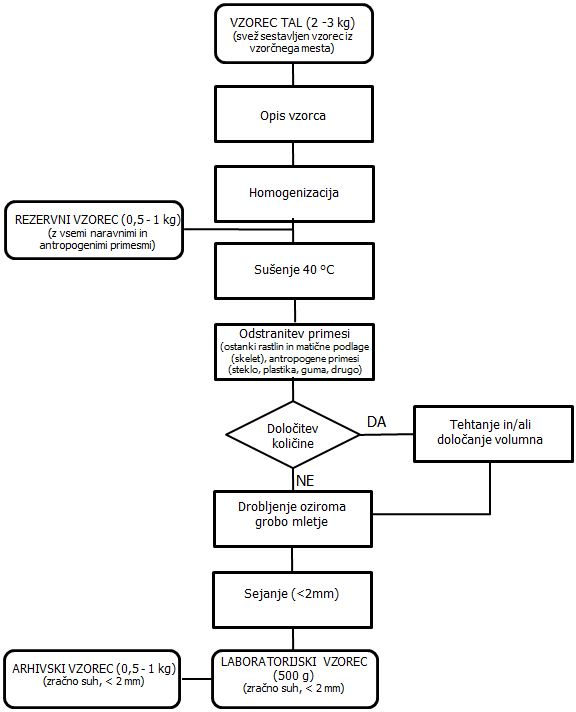 VZOREC TAL (2 -3 kg)
(svež sestavljen vzorec iz
vzorčnega mesta)
Opis vzorca
Homogenizacija
REZERVNI VZOREC (0,5 - 1 kg)
(z vsemi naravnimi in
antropogenimi primesmi)
Sušenje 40 °C
Odstranitev primesi
(ostanki rastlin in matične podlage
(skelet), antropogene primesi
(steklo, plastika, guma, drugo)
Določitev
količine
DA
Tehtanje in/ali
določanje volumna
NE
Drobljenje oziroma
grobo mletje
Sejanje (<2mm)
ARHIVSKI VZOREC (0,5 - 1 kg)
(zračno suh, < 2 mm)
LABORATORIJSKI VZOREC
(500 g)
(zračno suh, < 2 mm)